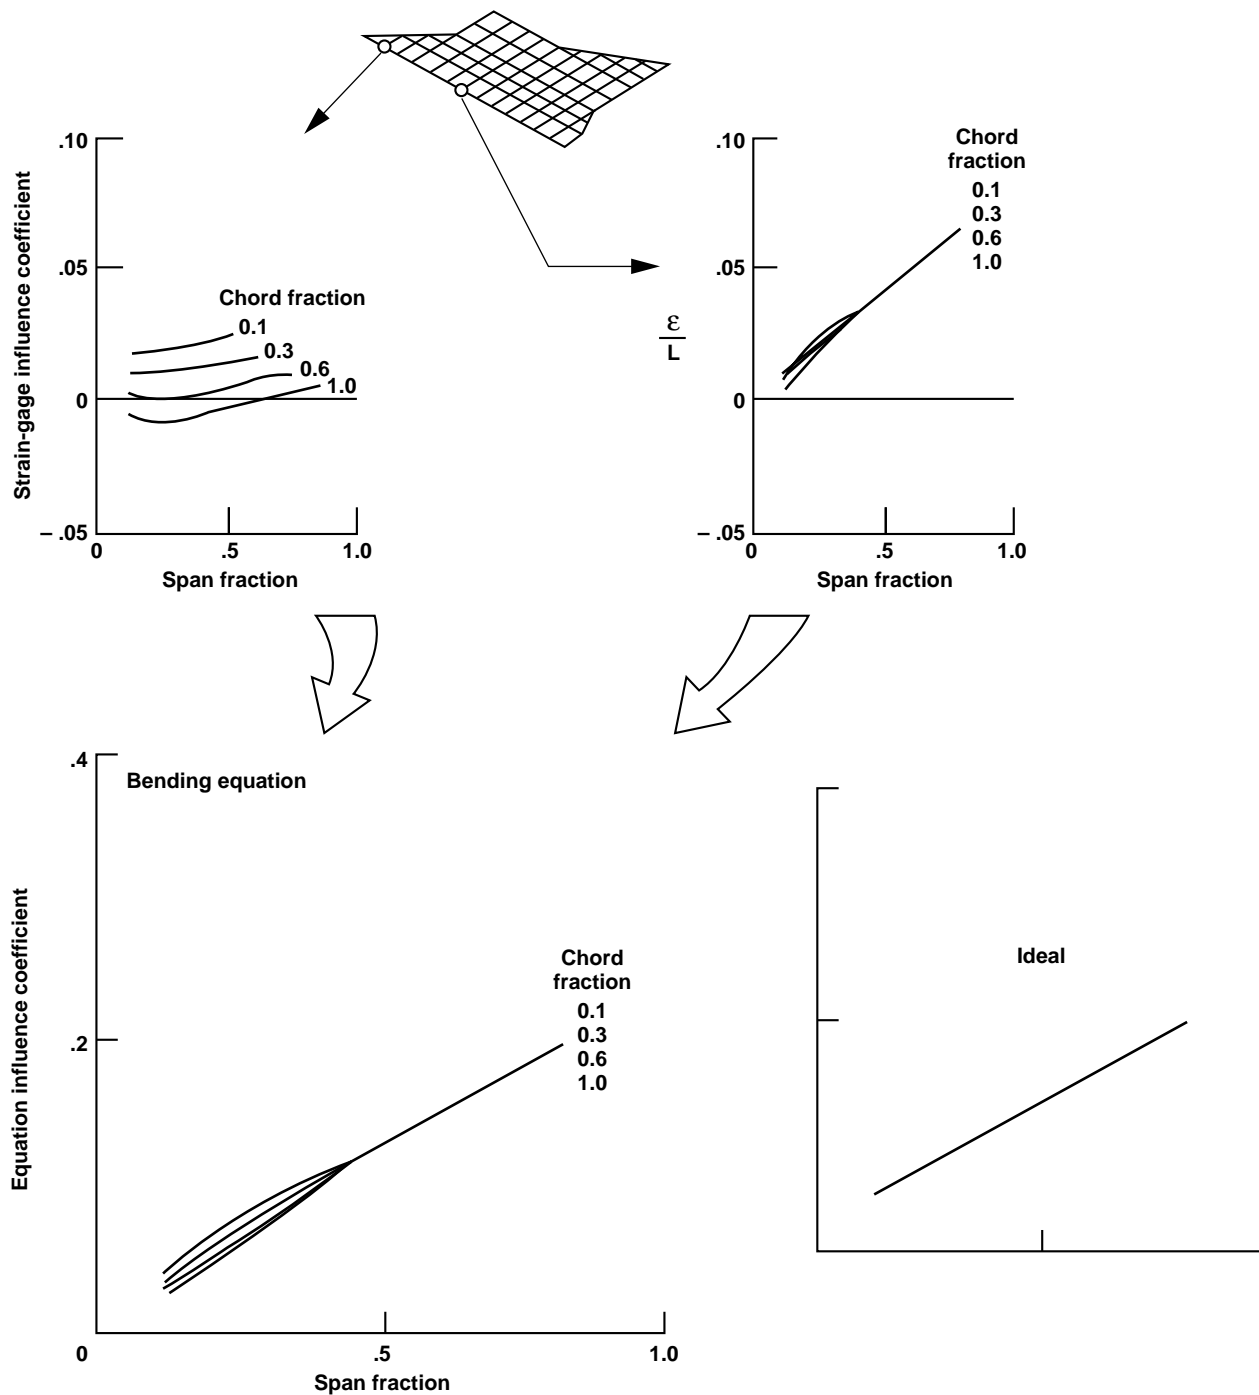 .10
.05
0
– .05
Strain-gage influence coefficient
Chord fraction
0.1
0.3
0.6
1.0
0
.5
1.0
Span fraction
.10
.05
0
– .05
ε
L
Chord
fraction
0.1
0.3
0.6
1.0
0
.5
1.0
Span fraction
.4
.2
0
Equation influence coefficient
Bending equation
Chord
fraction
0.1
0.3
0.6
1.0
.5
1.0
Span fraction
Ideal